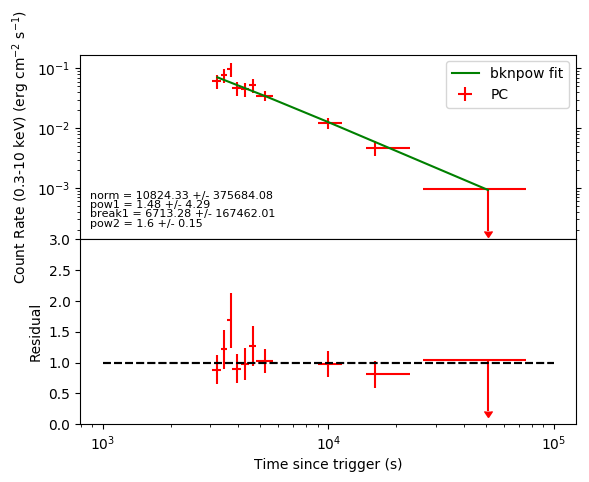 Count Rate (0.3-10 keV) (erg cm⁻² s⁻¹)
10⁻¹
10⁻²
10⁻³
bknpow fit
PC
norm = 10824.33 +/- 375684.08
pow1 = 1.48 +/- 4.29
break1 = 6713.28 +/- 167462.01
pow2 = 1.6 +/- 0.15
Residual
3.0
2.5
2.0
1.5
1.0
0.5
0.0
10³ 10⁴ 10⁵
Time since trigger (s)